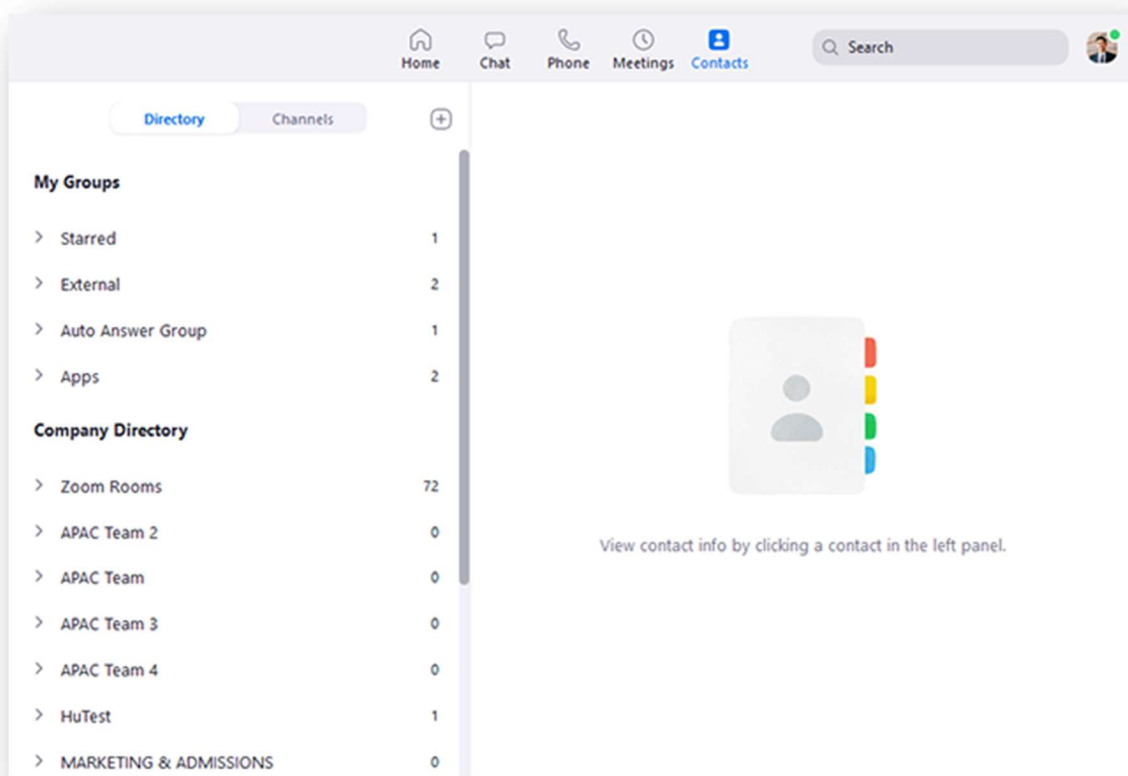 Home Chat Phone Meetings Contacts Search
Directory Channels
My Groups
Starred 1
External 2
Auto Answer Group 1
Apps 2
Company Directory
Zoom Rooms 72
APAC Team 2 0
APAC Team 0
APAC Team 3 0
APAC Team 4 0
HuTest 1
MARKETING & ADMISSIONS 0
View contact info by clicking a contact in the left panel.